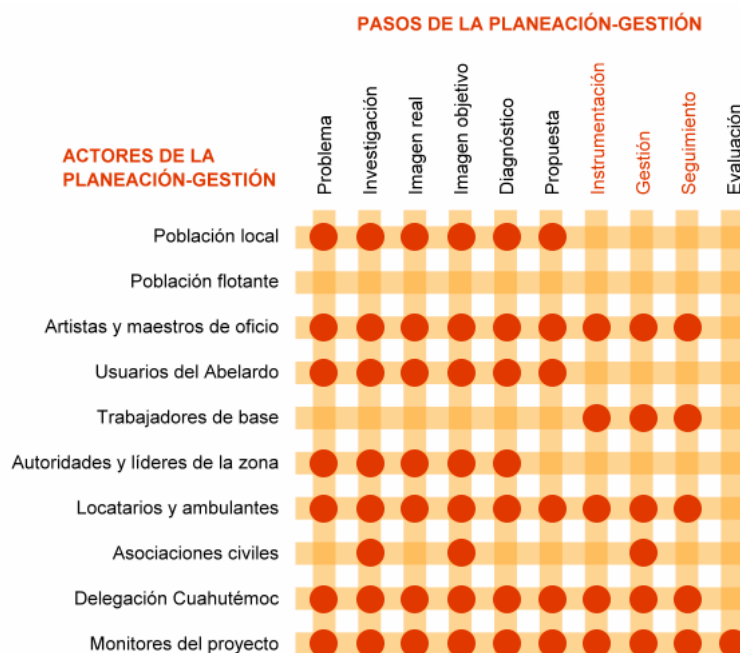 PASOS DE LA PLANEACIÓN-GESTIÓN
ACTORES DE LA
PLANEACIÓN-GESTIÓN
Problema
Investigación
Imagen real
Imagen objetivo
Diagnóstico
Propuesta
Instrumentación
Gestión
Seguimiento
Evaluación
Población local
Población flotante
Artistas y maestros de oficio
Usuarios del Abelardo
Trabajadores de base
Autoridades y líderes de la zona
Locatarios y ambulantes
Asociaciones civiles
Delegación Cuahutémoc
Monitores del proyecto